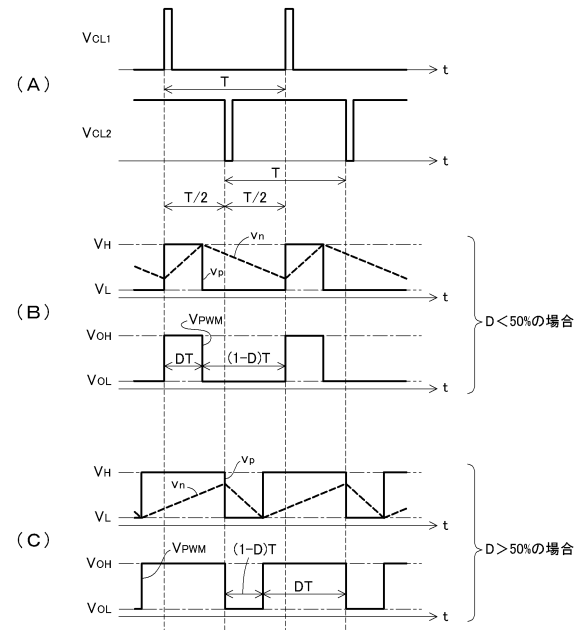 VCL1
t
(A)
T
VCL2
t
T
T/2 T/2
VH
vn
vp
VL
t
(B)
D<50%の場合
VOH
VPWM
DT (1-D)T
VOL
t
VH
vp
vn
VL
t
(C)
D>50%の場合
VOH
VPWM
(1-D)T
DT
VOL
t